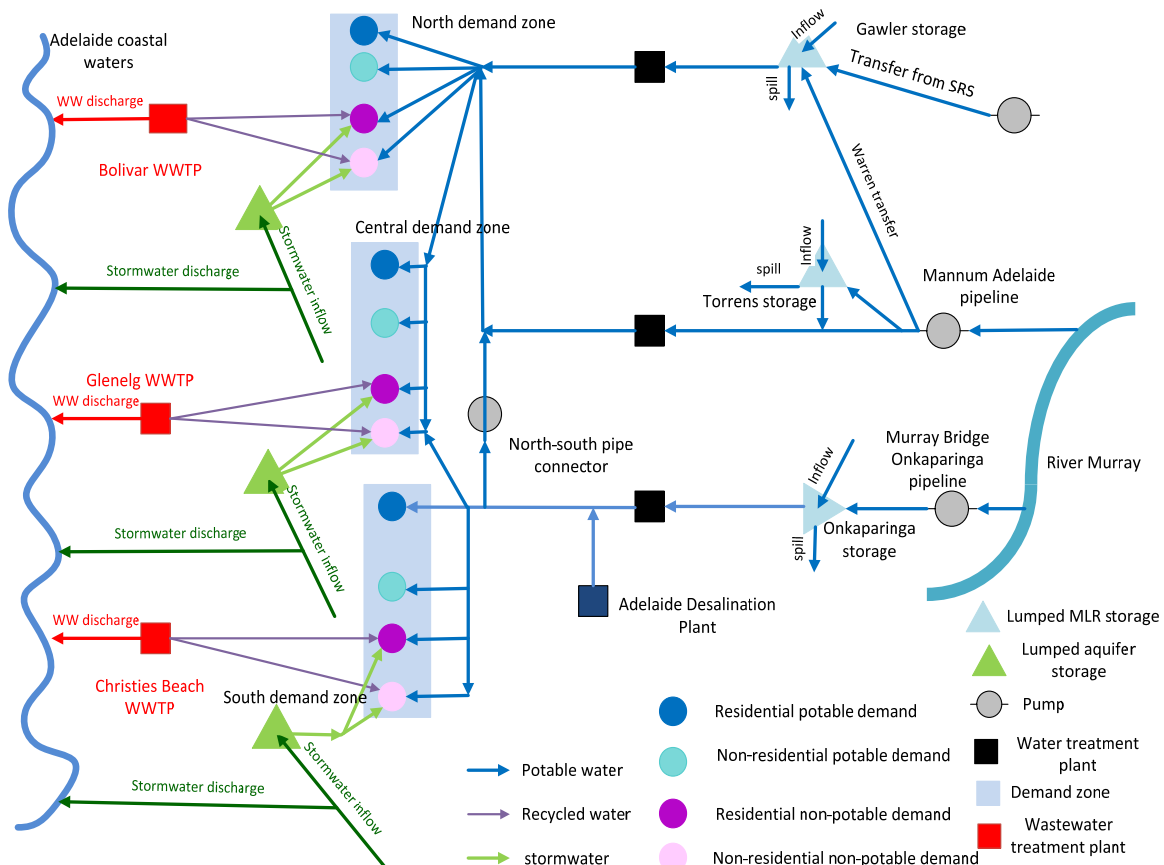 North demand zone
Inflow
Gawler storage
Adelaide coastal
waters
Transfer from SRS
spill
WW discharge
Bolivar WWTP
Warren transfer
Central demand zone
Stormwater inflow
Inflow
spill
Stormwater discharge
Torrens storage
Mannum Adelaide
pipeline
Glenelg WWTP
WW discharge
North-south pipe
connector
Murray Bridge
Onkaparinga
pipeline
River Murray
Inflow
Stormwater Inflow
Onkaparinga
storage
spill
Stormwater discharge
Adelaide Desalination
Plant
WW discharge
Christies Beach
WWTP
South demand zone
Stormwater inflow
Stormwater discharge
Lumped MLR storage
Lumped aquifer
storage
Pump
Water treatment
plant
Demand zone
Wastewater
treatment plant
Residential potable demand
Non-residential potable demand
Residential non-potable demand
Non-residential non-potable demand
Potable water
Recycled water
stormwater